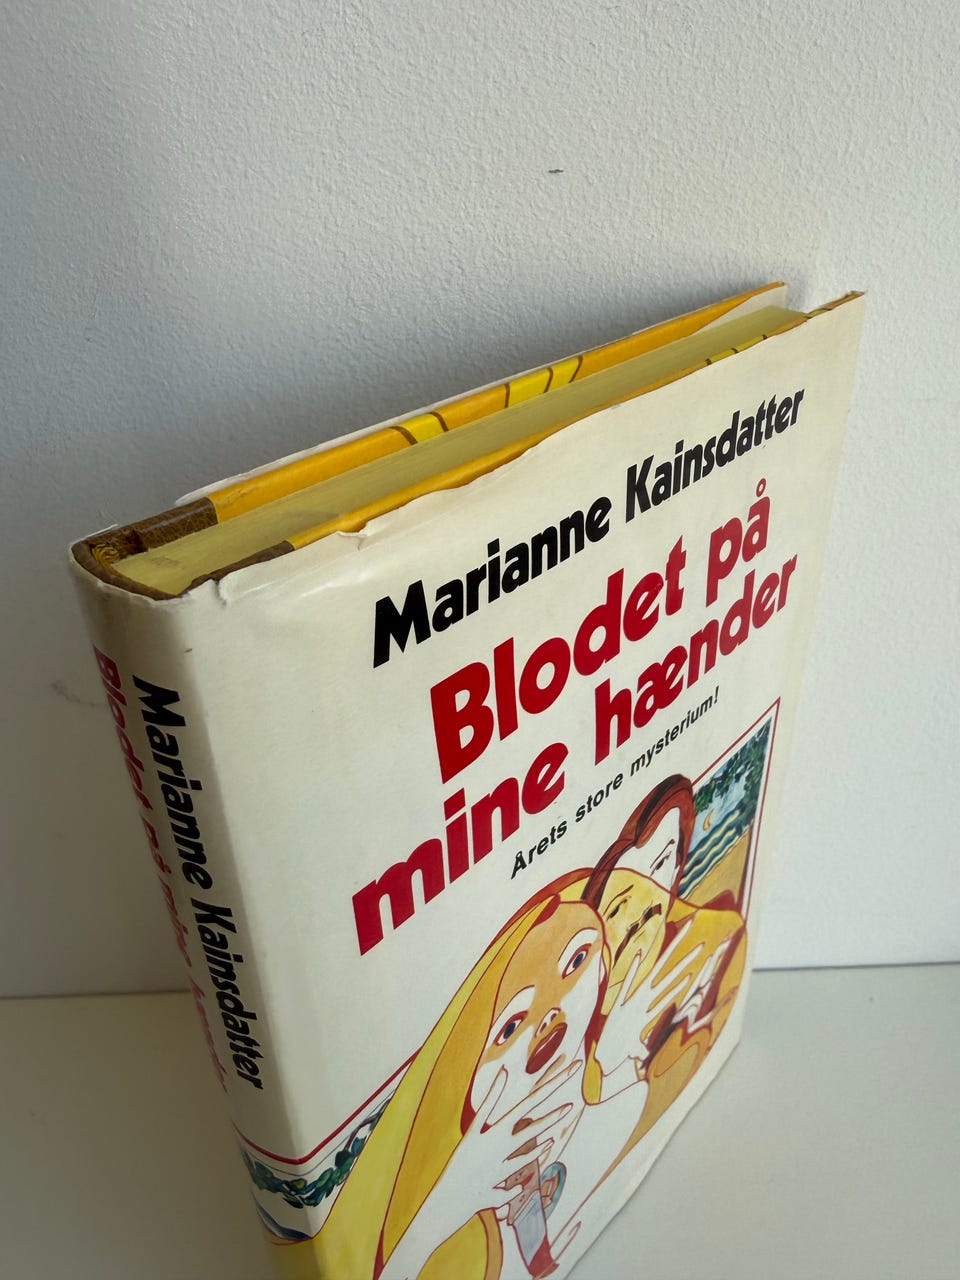 Marianne Kainsdatter
Blodet på
mine hænder
Årets store mysterium!
Marianne Kainsdatter
Blodet på mine hænder